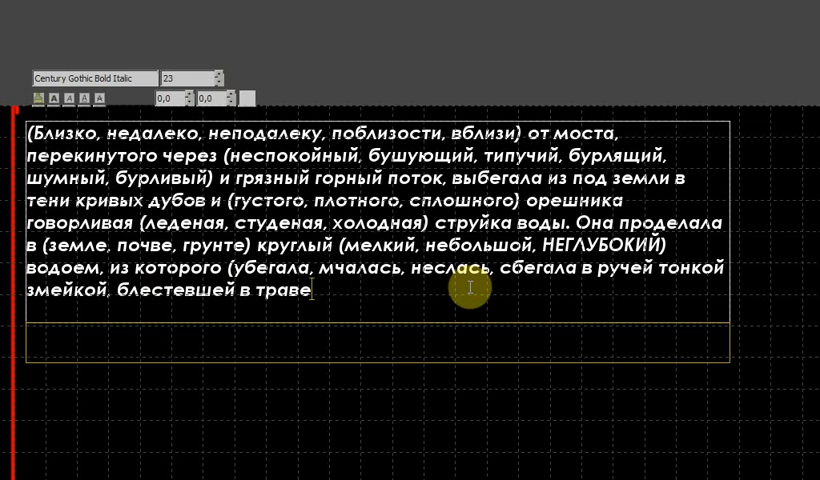 Century Gothic Bold Italic
23
0,0
0,0
(Близко, недалеко, неподалеку, поблизости, вблизи) от моста,
перекинутого через (неспокойный, бушующий, типучий, бурлящий,
шумный, бурливый) и грязный горный поток, выбегала из под земли в
тени кривых дубов и (густого, плотного, сплошного) орешника
говорливая (леденая, студеная, холодная) струйка воды. Она проделала
в (земле, почве, грунте) круглый (мелкий, небольшой, НЕГЛУБОКИЙ)
водоем, из которого (убегала, мчалась, неслась, сбегала в ручей тонкой
змейкой, блестевшей в траве